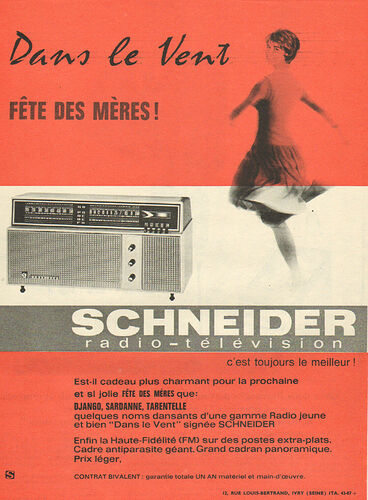 Dans le Vent
FÊTE DES MÈRES!
SCHNEIDER
radio-télévision
c'est toujours le meilleur!
Est-il cadeau plus charmant pour la prochaine
et si jolie FÊTE DES MÈRES que:
DJANGO, SARDANNE, TARENTELLE
quelques noms dansants d'une gamme Radio jeune
et bien "Dans le Vent" signée SCHNEIDER
Enfin la Haute-Fidélité (FM) sur des postes extra-plats.
Cadre antiparasite géant. Grand cadran panoramique.
Prix léger.
CONTRAT BIVALENT: garantie totale UN AN matériel et main-d'œuvre.
12, RUE LOUIS-BERTRAND, IVRY (SEINE) ITA. 43-87